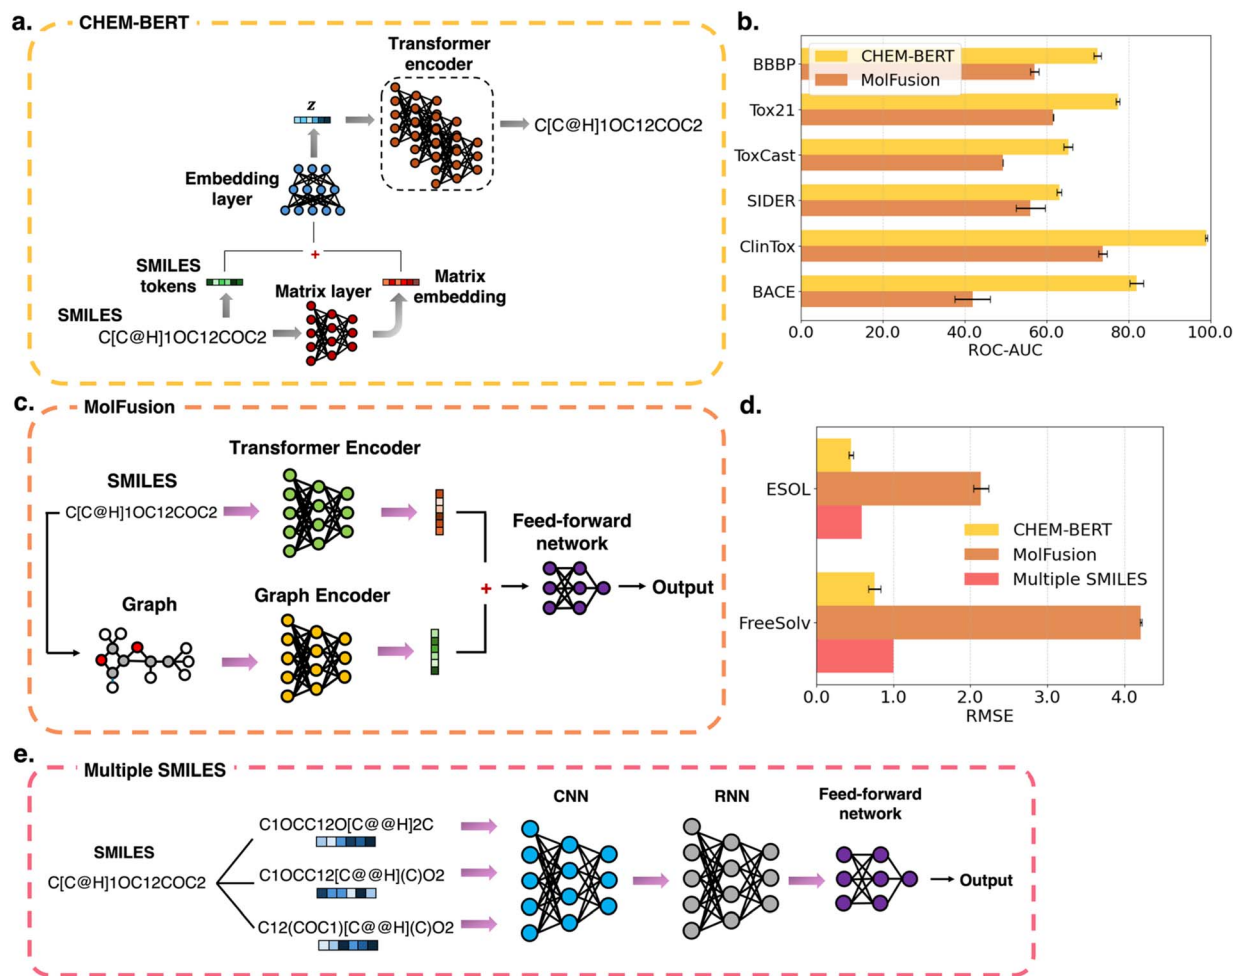 a.
CHEM-BERT
Transformer
encoder
z
C[C@H]1OC12COC2
Embedding
layer
+
SMILES
tokens
Matrix layer
Matrix
embedding
SMILES
C[C@H]1OC12COC2
b.
CHEM-BERT
MolFusion
BBBP
Tox21
ToxCast
SIDER
ClinTox
BACE
0.0 20.0 40.0 60.0 80.0 100.0
ROC-AUC
c.
MolFusion
Transformer Encoder
SMILES
C[C@H]1OC12COC2
Feed-forward
network
+
Output
Graph
Graph Encoder
d.
ESOL
FreeSolv
CHEM-BERT
MolFusion
Multiple SMILES
0.0 1.0 2.0 3.0 4.0
RMSE
e.
Multiple SMILES
CNN
RNN
Feed-forward
network
C1OCC12O[C@@H]2C
SMILES
C[C@H]1OC12COC2
C1OCC12[C@@H](C)O2
Output
C12(COC1)[C@@H](C)O2